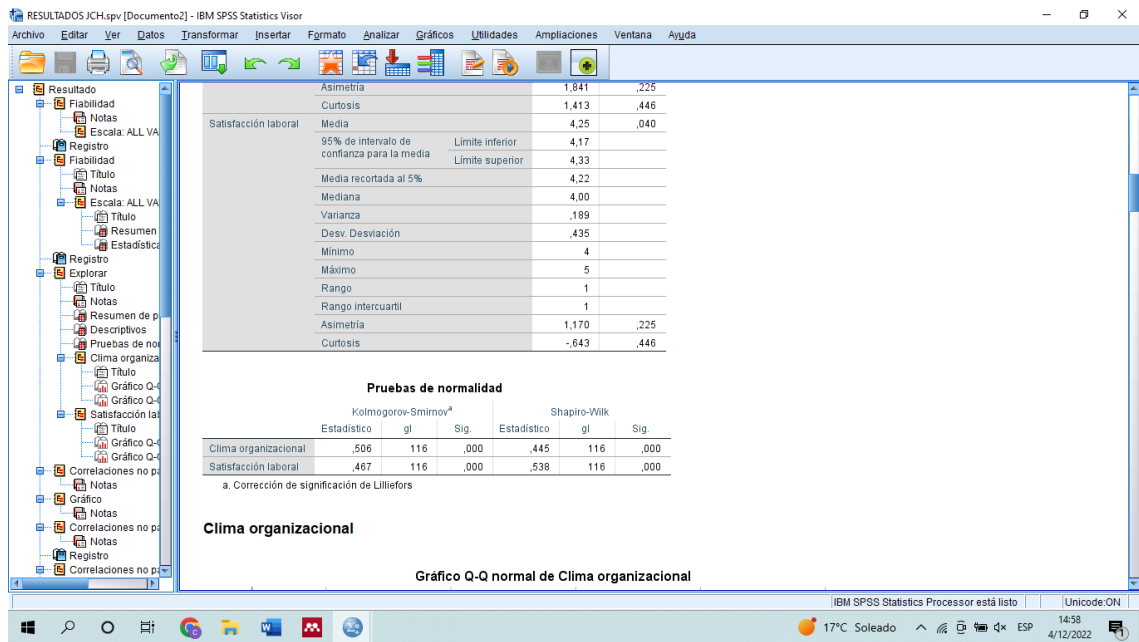 RESULTADOS JCH.spv [Documento2] - IBM SPSS Statistics Visor
Archivo Editar Ver Datos Transformar Insertar Formato Analizar Gráficos Utilidades Ampliaciones Ventana Ayuda
Resultado
Fiabilidad
Notas
Escala: ALL VA
Registro
Fiabilidad
Título
Notas
Escala: ALL VA
Título
Resumen
Estadística
Registro
Explorar
Título
Notas
Resumen de p
Descriptivos
Pruebas de nor
Clima organiza
Título
Gráfico Q-
Gráfico Q-
Satisfacción la
Título
Gráfico Q-
Gráfico Q-
Correlaciones no pa
Notas
Gráfico
Notas
Correlaciones no pa
Notas
Registro
Correlaciones no pa
Asimetría 1,841 ,225
Curtosis 1,413 ,446
Satisfacción laboral Media 4,25 ,040
95% de intervalo de confianza para la media Límite inferior 4,17
Límite superior 4,33
Media recortada al 5% 4,22
Mediana 4,00
Varianza ,189
Desv. Desviación ,435
Mínimo 4
Máximo 5
Rango 1
Rango intercuartil 1
Asimetría 1,170 ,225
Curtosis -,643 ,446
Pruebas de normalidad
Kolmogorov-Smirnovª Shapiro-Wilk
Estadístico gl Sig. Estadístico gl Sig.
Clima organizacional ,506 116 ,000 ,445 116 ,000
Satisfacción laboral ,467 116 ,000 ,538 116 ,000
a. Corrección de significación de Lilliefors
Clima organizacional
Gráfico Q-Q normal de Clima organizacional
IBM SPSS Statistics Processor está listo Unicode:ON
17°C Soleado ESP 14:58
4/12/2022